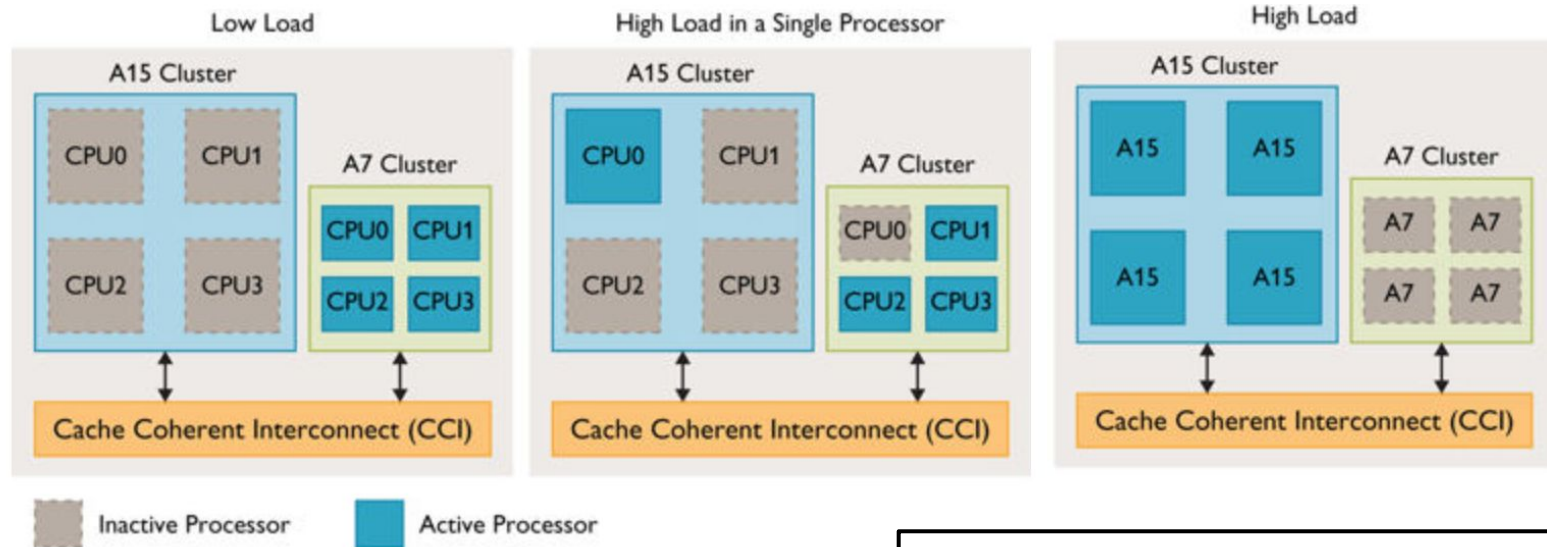 Low Load
A15 Cluster
CPU0 CPU1
A7 Cluster
CPU0 CPU1
CPU2 CPU3
CPU2 CPU3
Cache Coherent Interconnect (CCI)
High Load in a Single Processor
A15 Cluster
CPU0 CPU1
A7 Cluster
CPU0 CPU1
CPU2 CPU3
CPU2 CPU3
Cache Coherent Interconnect (CCI)
High Load
A15 Cluster
A15 A15
A7 Cluster
A7 A7
A15 A15
A7 A7
Cache Coherent Interconnect (CCI)
Inactive Processor
Active Processor